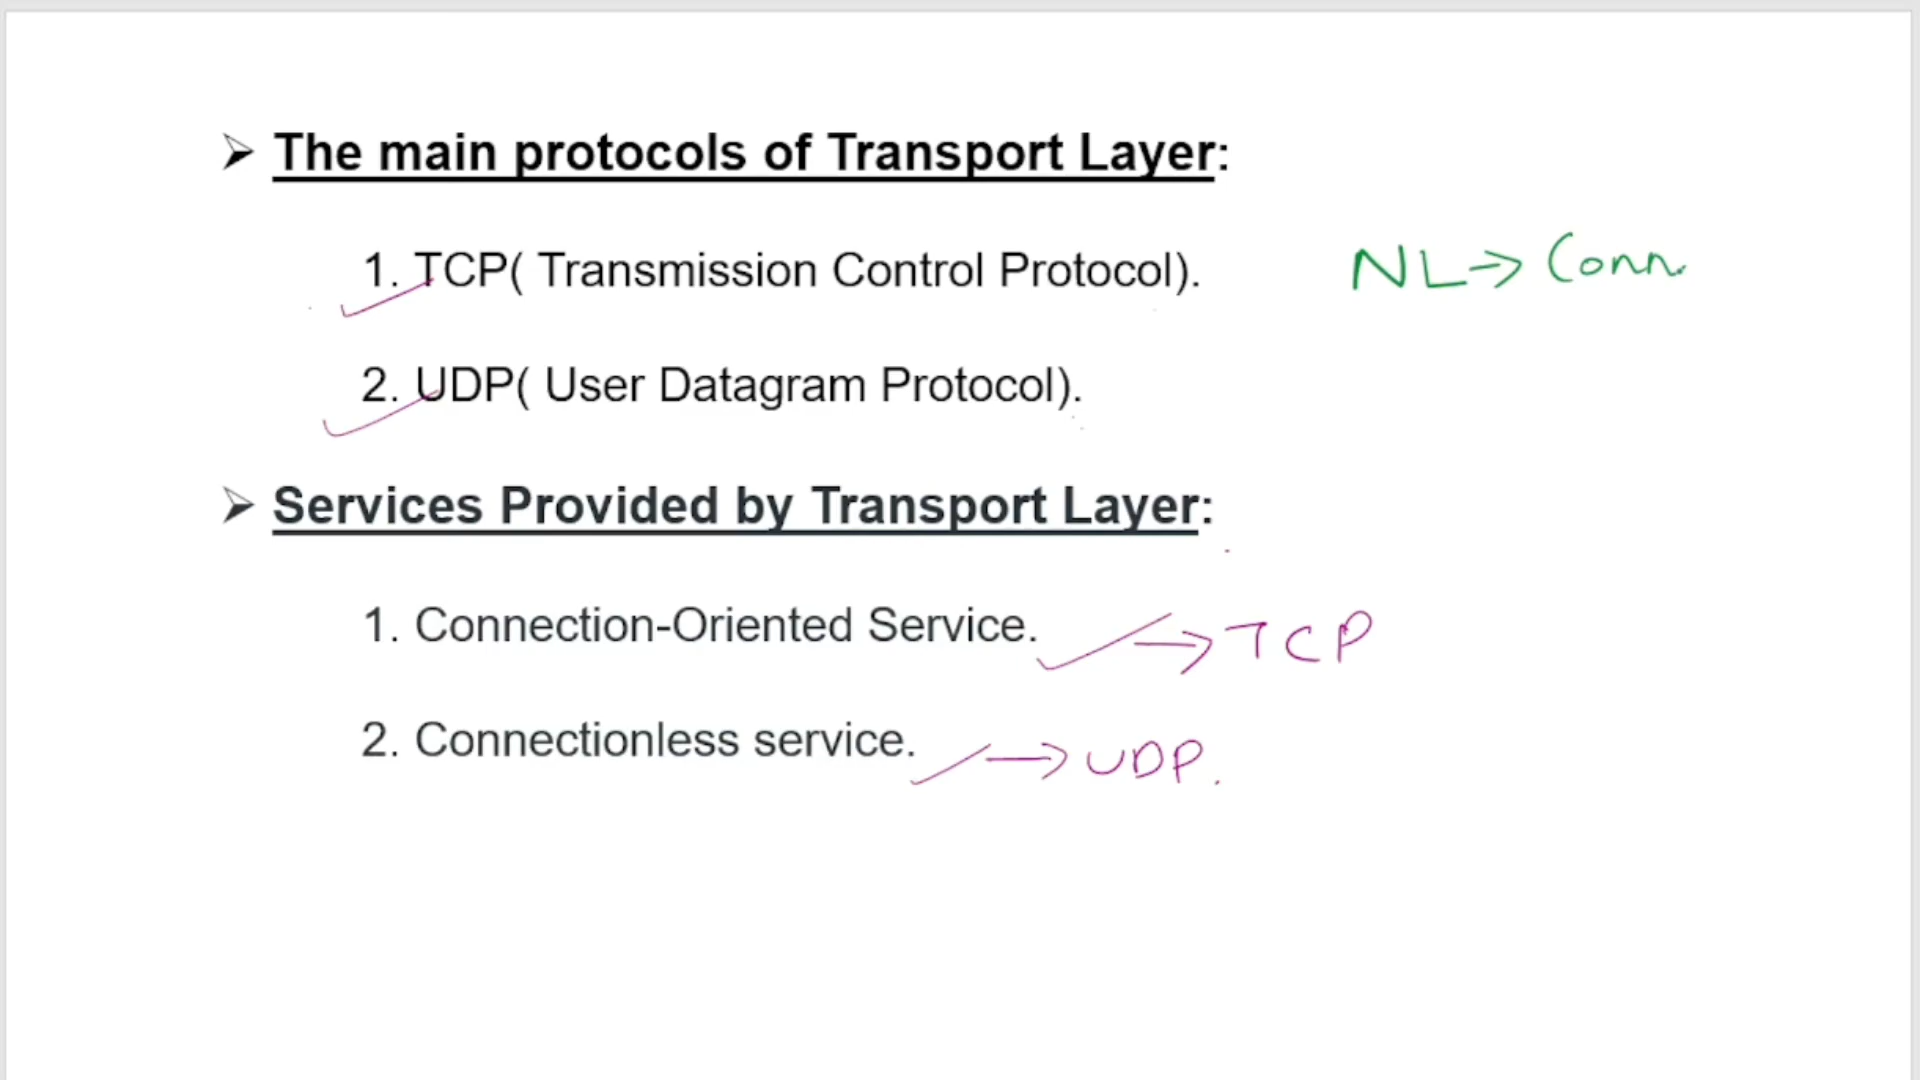 ➢ The main protocols of Transport Layer:
1. TCP( Transmission Control Protocol). NL→ Conn.
2. UDP( User Datagram Protocol).
➢ Services Provided by Transport Layer:
1. Connection-Oriented Service. → TCP
2. Connectionless service. → UDP.